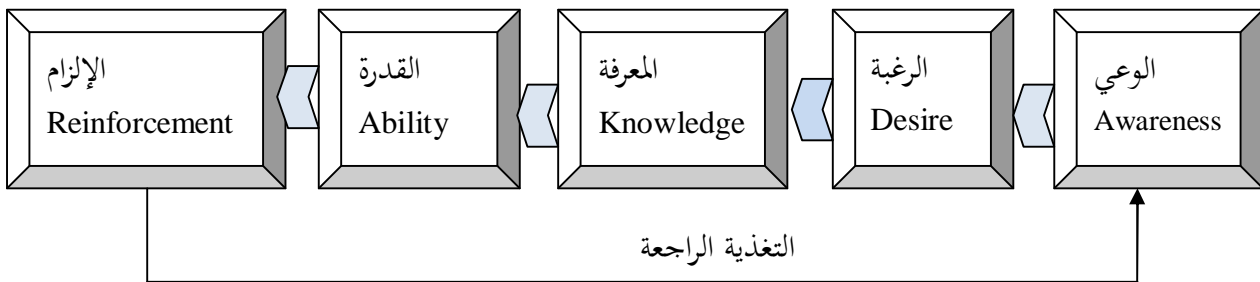 الوعي
Awareness
الرغبة
Desire
المعرفة
Knowledge
القدرة
Ability
الإلزام
Reinforcement
التغذية الراجعة